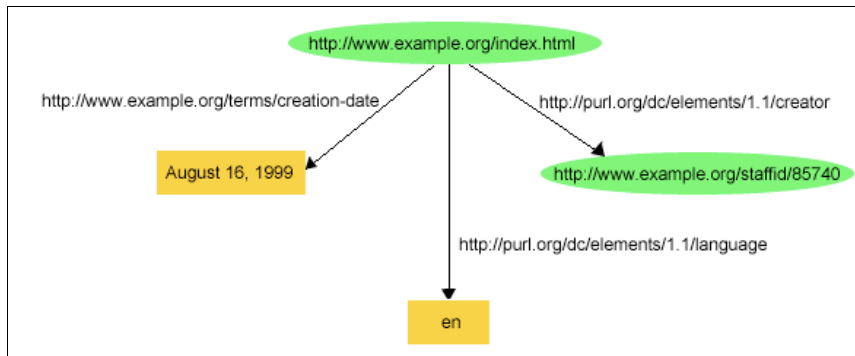 http://www.example.org/index.html
http://www.example.org/terms/creation-date
http://purl.org/dc/elements/1.1/creator
August 16, 1999
http://www.example.org/staffid/85740
http://purl.org/dc/elements/1.1/language
en